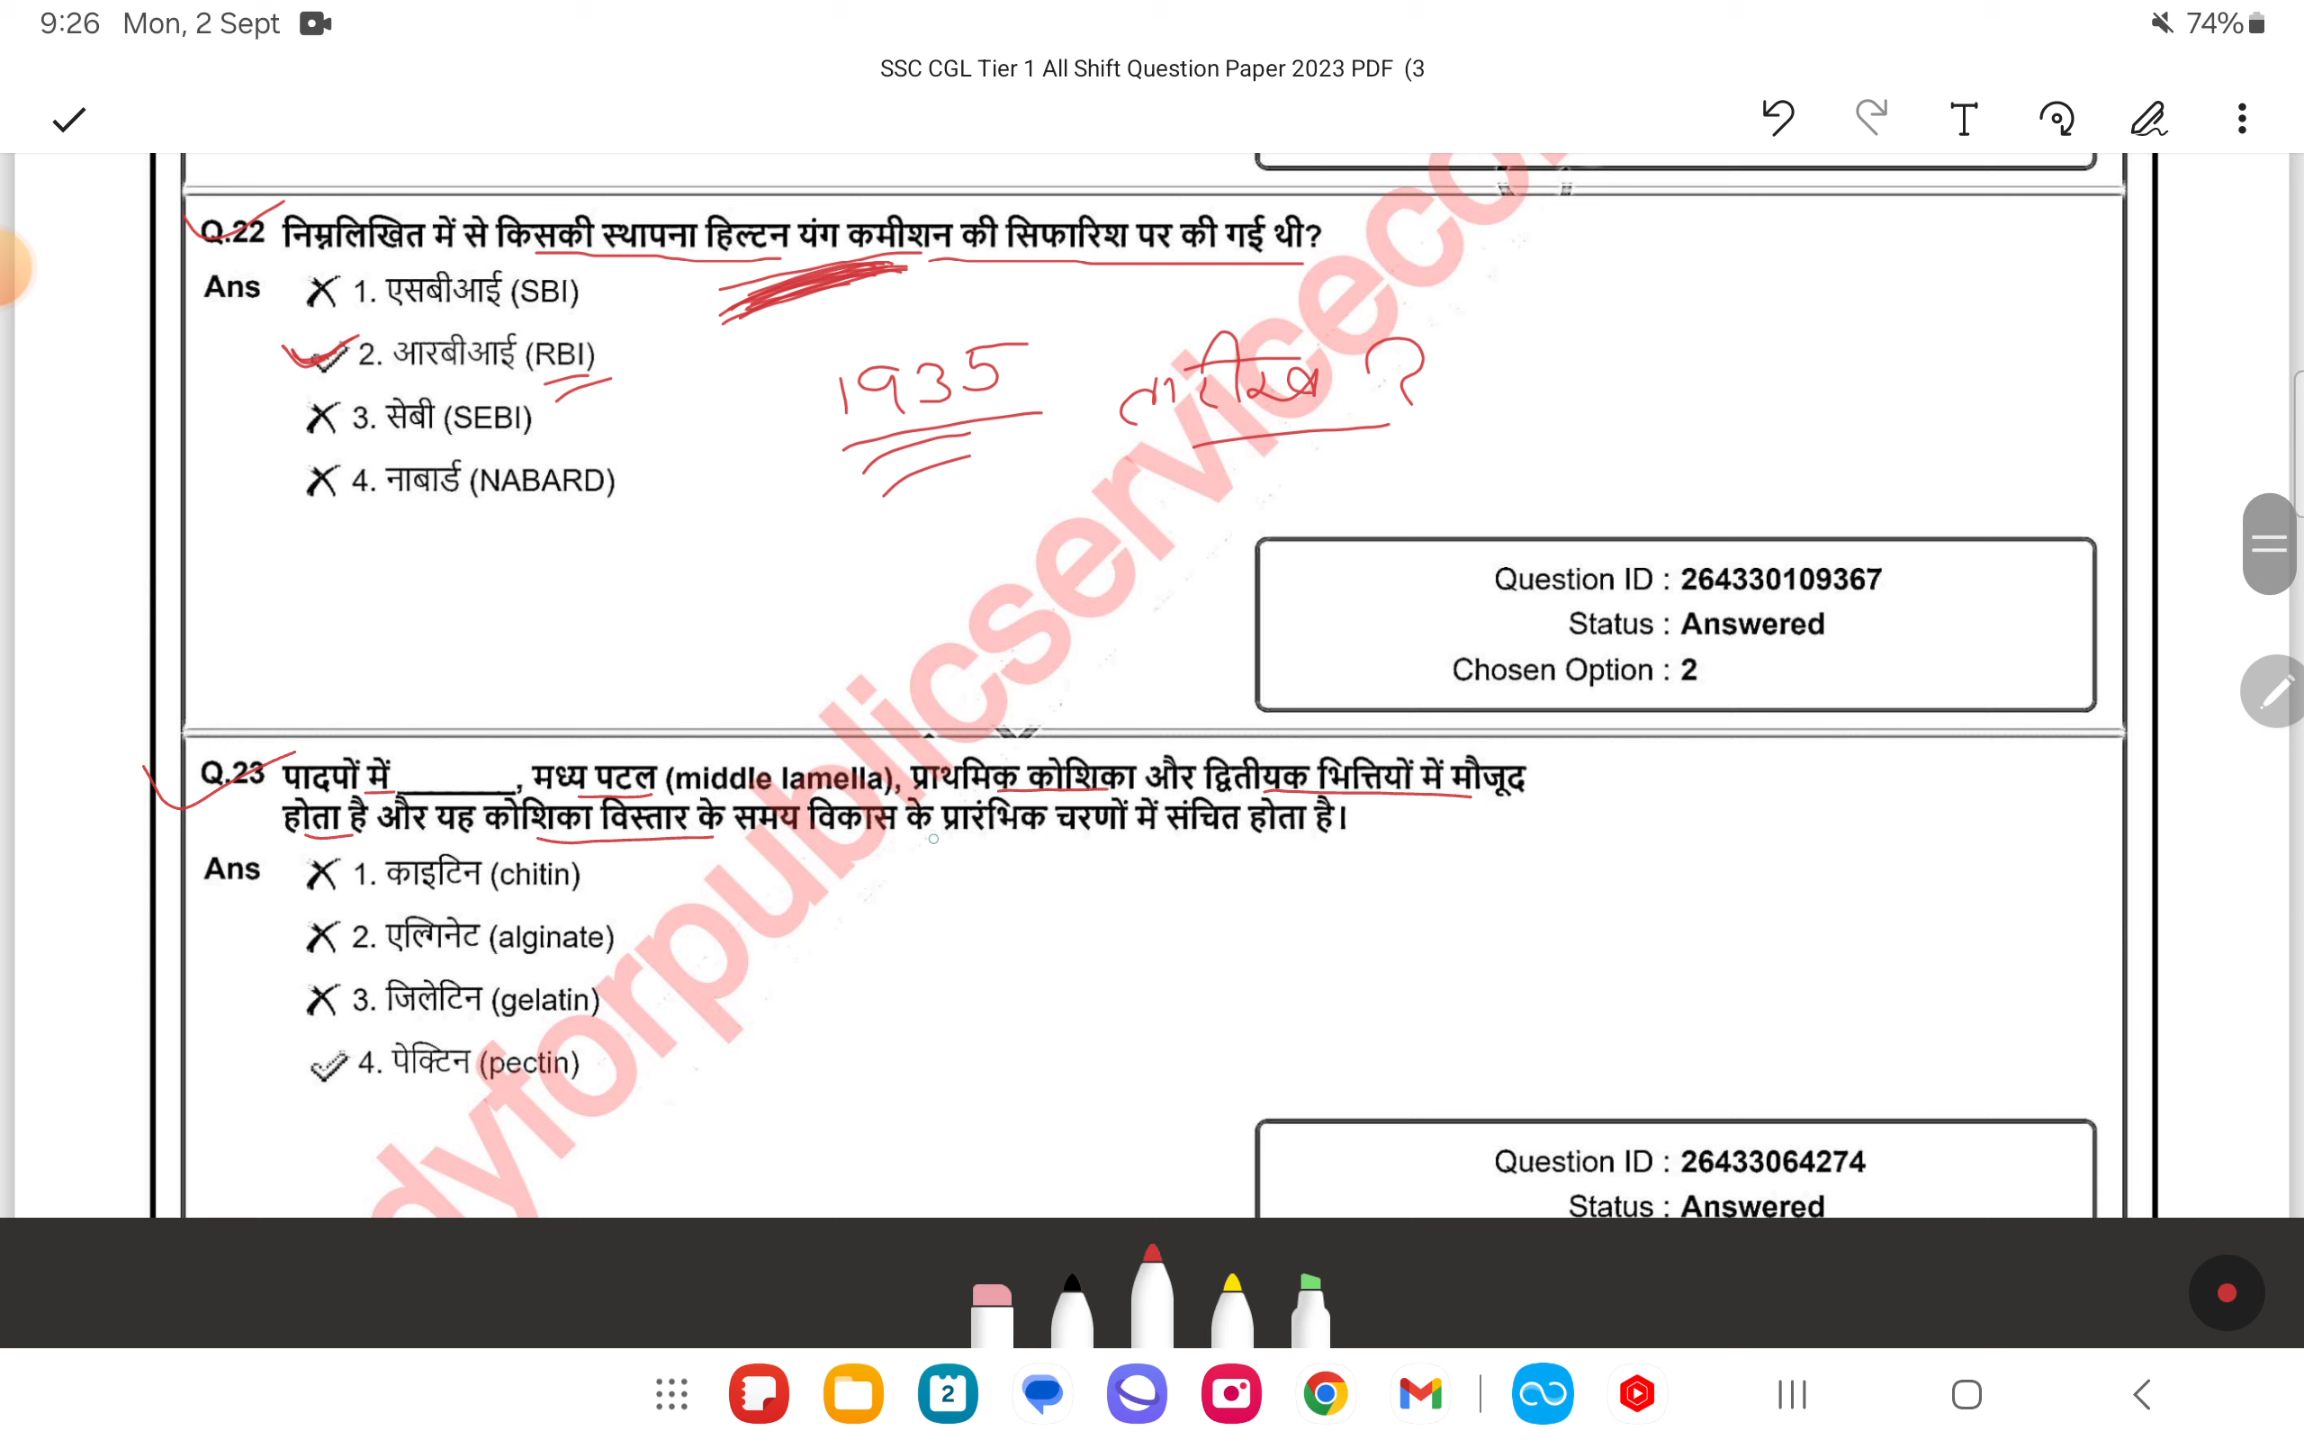 9:26 Mon, 2 Sept
74%
SSC CGL Tier 1 All Shift Question Paper 2023 PDF (3
Q.22 निम्नलिखित में से किसकी स्थापना हिल्टन यंग कमीशन की सिफारिश पर की गई थी?
Ans 1. एसबीआई (SBI)
2. आरबीआई (RBI)
3. सेबी (SEBI)
4. नाबार्ड (NABARD)
1935 तारीख ?
Question ID : 264330109367
Status : Answered
Chosen Option : 2
Q.23 पादपों में ______, मध्य पटल (middle lamella), प्राथमिक कोशिका और द्वितीयक भित्तियों में मौजूद
होता है और यह कोशिका विस्तार के समय विकास के प्रारंभिक चरणों में संचित होता है।
Ans 1. काइटिन (chitin)
2. एल्गिनेट (alginate)
3. जिलेटिन (gelatin)
4. पेक्टिन (pectin)
Question ID : 26433064274
Status : Answered
dyforpublicserviceco
2